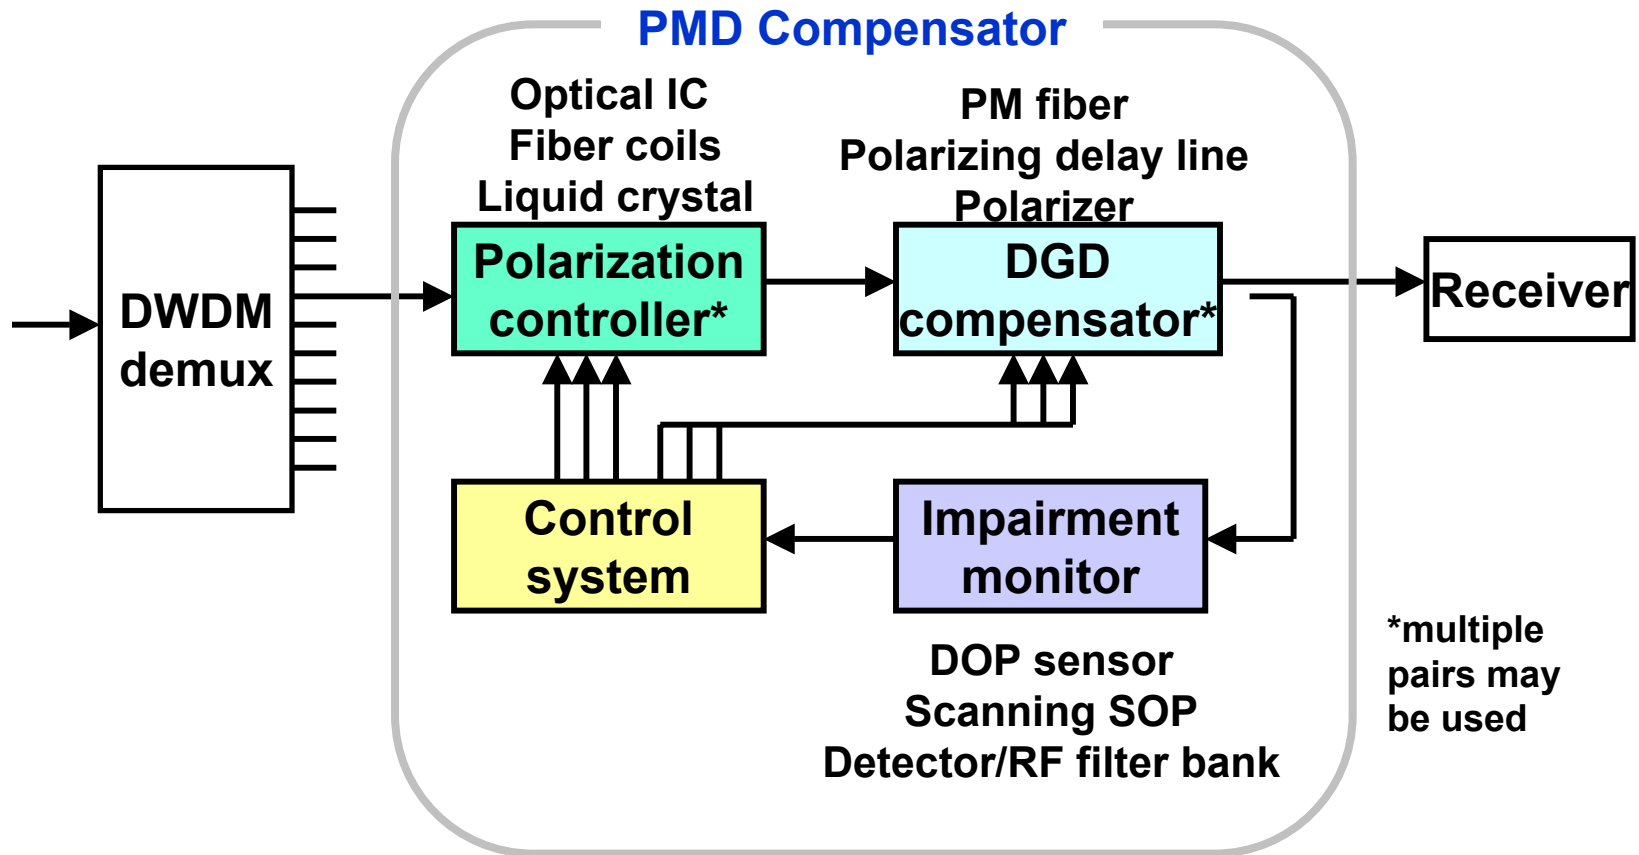 PMD Compensator
Optical IC
Fiber coils
Liquid crystal
PM fiber
Polarizing delay line
Polarizer
DWDM
demux
Polarization
controller*
DGD
compensator*
Receiver
Control
system
Impairment
monitor
DOP sensor
Scanning SOP
Detector/RF filter bank
*multiple
pairs may
be used